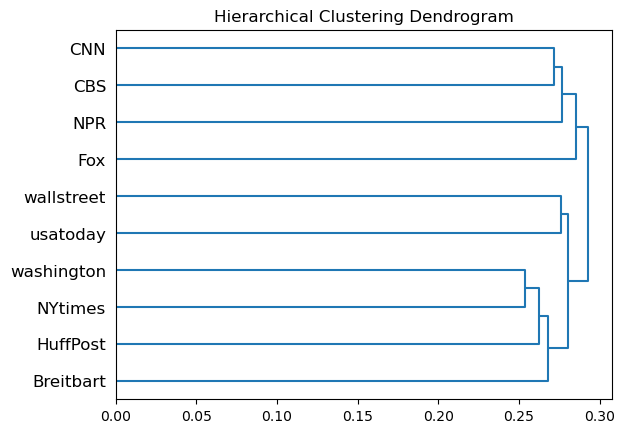 Hierarchical Clustering Dendrogram
CNN
CBS
NPR
Fox
wallstreet
usatoday
washington
NYtimes
HuffPost
Breitbart
0.00 0.05 0.10 0.15 0.20 0.25 0.30